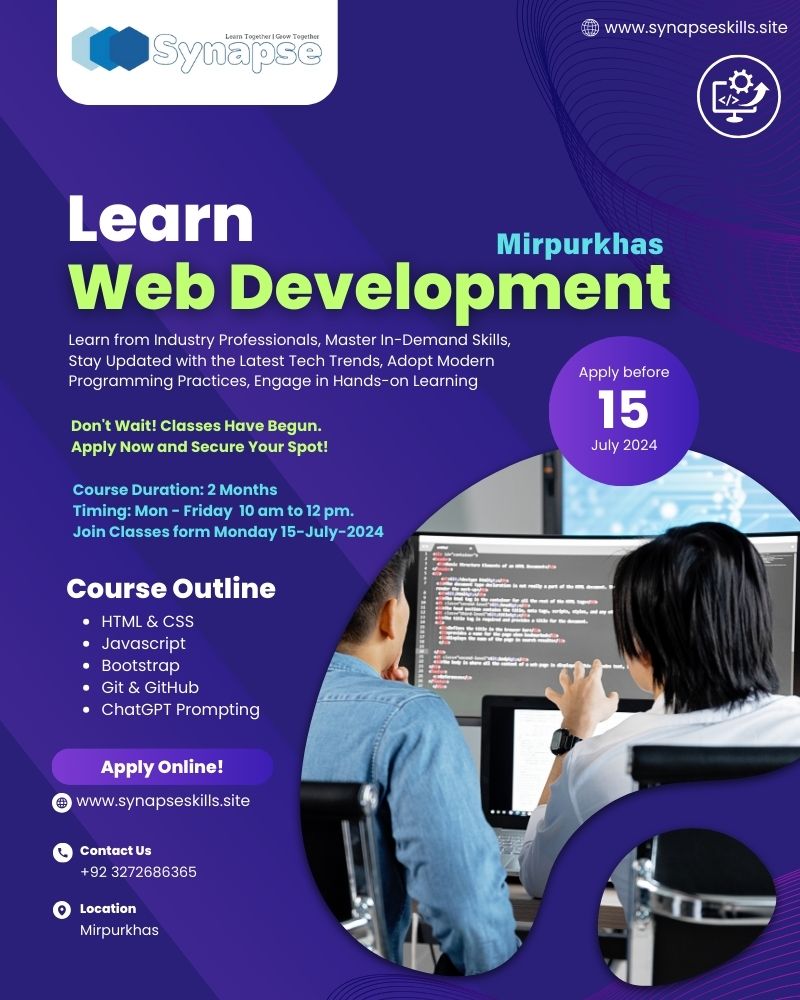 Learn Together | Grow Together
Synapse
www.synapseskills.site
</>
Learn
Mirpurkhas
Web Development
Learn from Industry Professionals, Master In-Demand Skills,
Stay Updated with the Latest Tech Trends, Adopt Modern
Programming Practices, Engage in Hands-on Learning
Apply before
15
July 2024
Don't Wait! Classes Have Begun.
Apply Now and Secure Your Spot!
Course Duration: 2 Months
Timing: Mon - Friday 10 am to 12 pm.
Join Classes form Monday 15-July-2024
Course Outline
• HTML & CSS
• Javascript
• Bootstrap
• Git & GitHub
• ChatGPT Prompting
Apply Online!
www.synapseskills.site
Contact Us
+92 3272686365
Location
Mirpurkhas